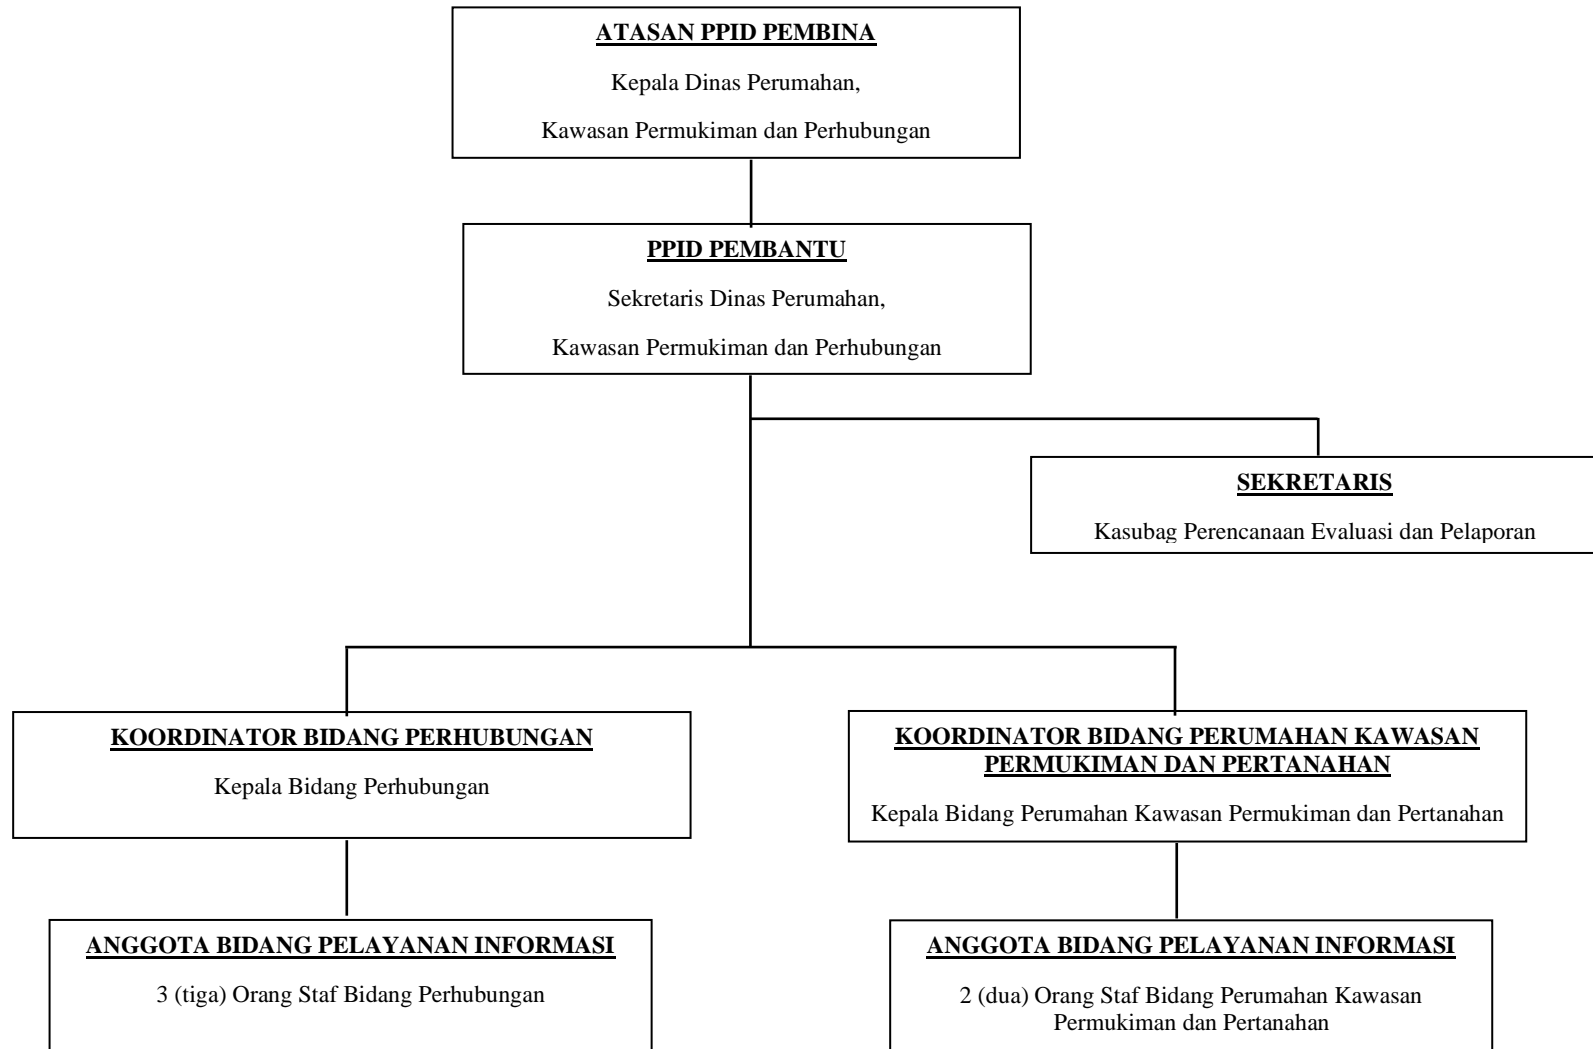 ATASAN PPID PEMBINA
Kepala Dinas Perumahan,
Kawasan Permukiman dan Perhubungan
PPID PEMBANTU
Sekretaris Dinas Perumahan,
Kawasan Permukiman dan Perhubungan
SEKRETARIS
Kasubag Perencanaan Evaluasi dan Pelaporan
KOORDINATOR BIDANG PERHUBUNGAN
Kepala Bidang Perhubungan
KOORDINATOR BIDANG PERUMAHAN KAWASAN
PERMUKIMAN DAN PERTANAHAN
Kepala Bidang Perumahan Kawasan Permukiman dan Pertanahan
ANGGOTA BIDANG PELAYANAN INFORMASI
3 (tiga) Orang Staf Bidang Perhubungan
ANGGOTA BIDANG PELAYANAN INFORMASI
2 (dua) Orang Staf Bidang Perumahan Kawasan
Permukiman dan Pertanahan